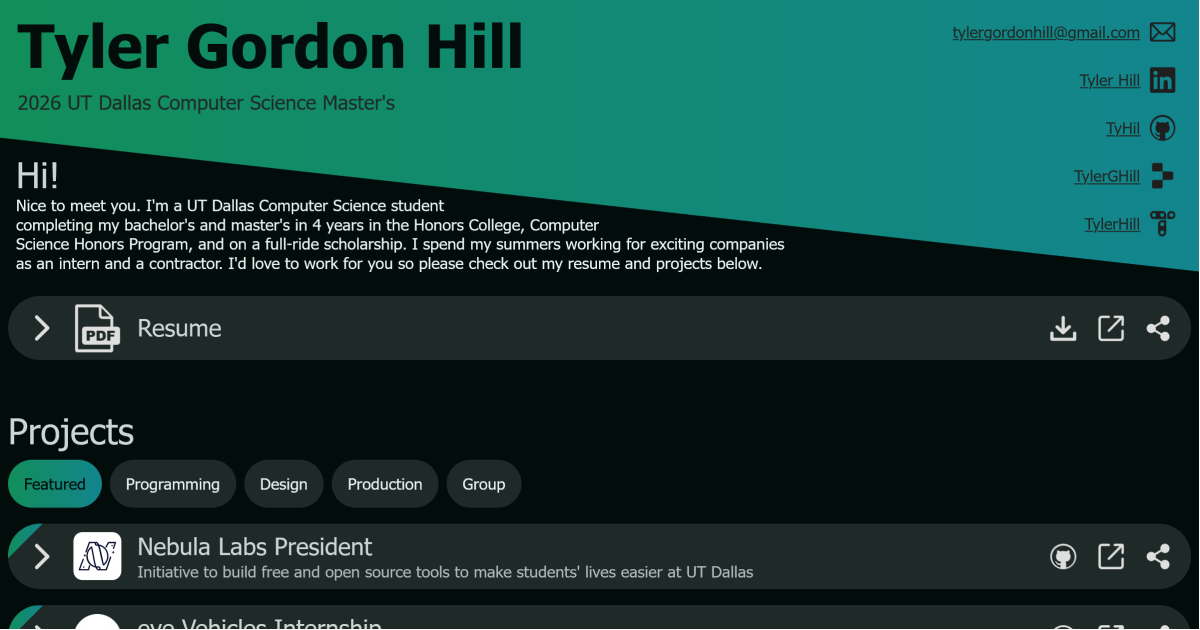 Tyler Gordon Hill
2026 UT Dallas Computer Science Master's
tylergordonhill@gmail.com
Tyler Hill
TyHil
TylerGHill
TylerHill
Hi!
Nice to meet you. I'm a UT Dallas Computer Science student
completing my bachelor's and master's in 4 years in the Honors College, Computer
Science Honors Program, and on a full-ride scholarship. I spend my summers working for exciting companies
as an intern and a contractor. I'd love to work for you so please check out my resume and projects below.
PDF
Resume
Projects
Featured
Programming
Design
Production
Group
Nebula Labs President
Initiative to build free and open source tools to make students' lives easier at UT Dallas
Vehicles Internship